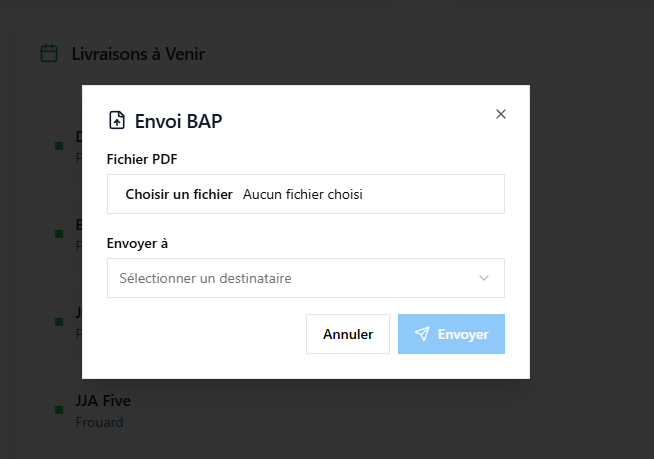 Livraisons à Venir
Envoi BAP
Fichier PDF
Choisir un fichier Aucun fichier choisi
Envoyer à
Sélectionner un destinataire
Annuler
Envoyer
JJA Five
Frouard